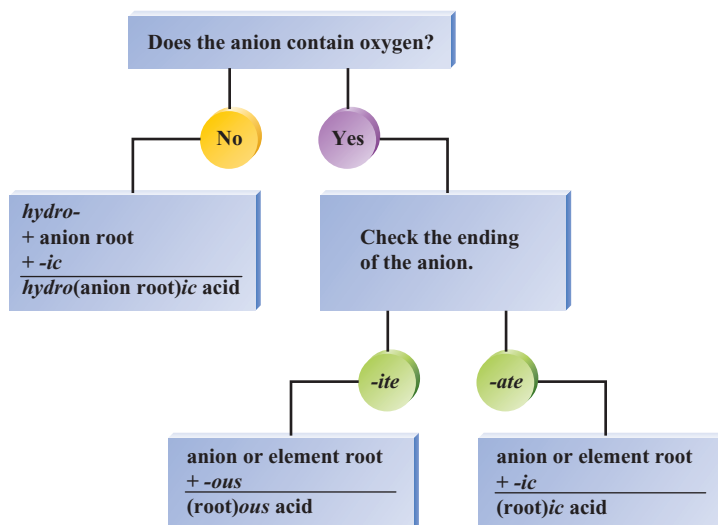 Does the anion contain oxygen?
No
Yes
hydro-
+ anion root
+ -ic
hydro(anion root)ic acid
Check the ending
of the anion.
-ite
-ate
anion or element root
+ -ous
(root)ous acid
anion or element root
+ -ic
(root)ic acid